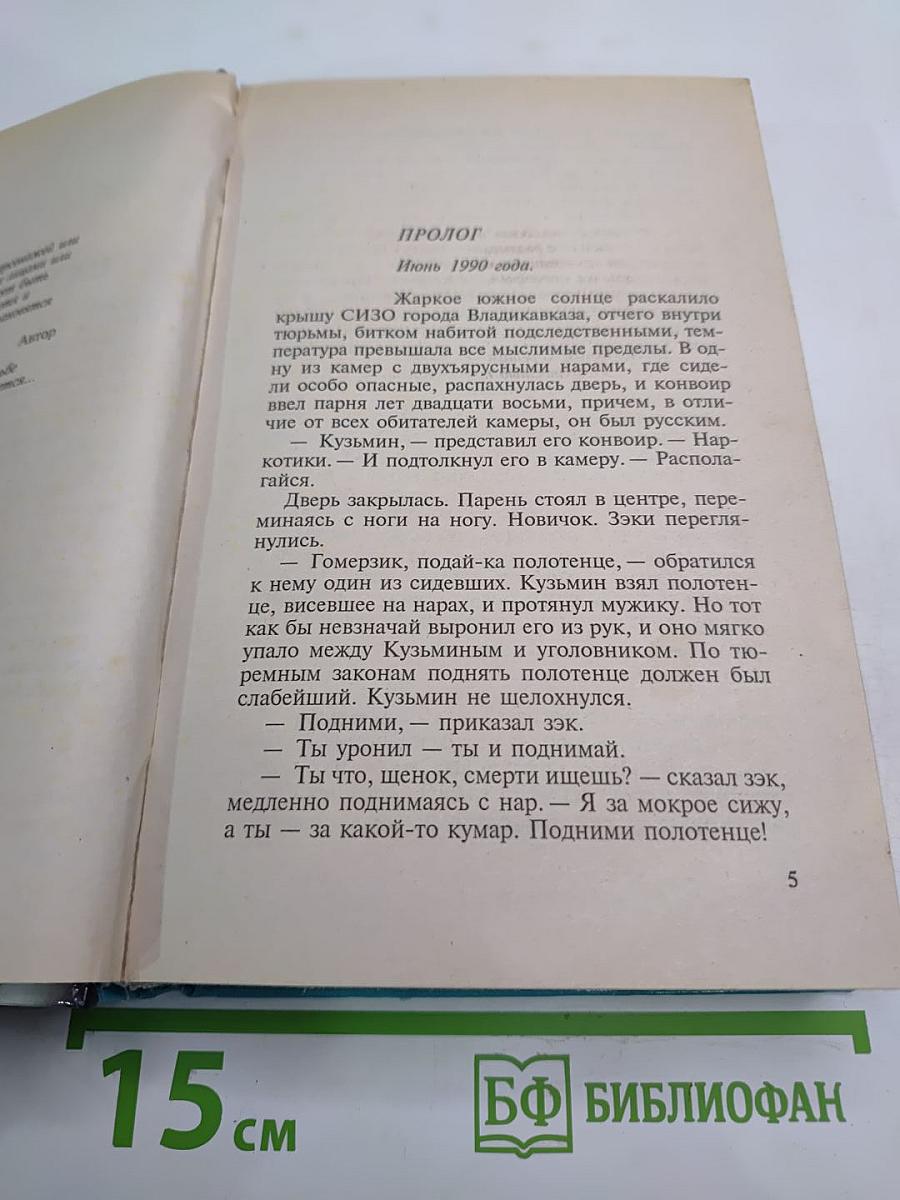 персонажей или
лицами или
быть
и
Автор
ПРОЛОГ
Июнь 1990 года.
Жаркое южное солнце раскалило
крышу СИЗО города Владикавказа, отчего внутри
тюрьмы, битком набитой подследственными, тем-
пература превышала все мыслимые пределы. В од-
ну из камер с двухъярусными нарами, где сиде-
ли особо опасные, распахнулась дверь, и конвоир
ввел парня лет двадцати восьми, причем, в отли-
чие от всех обитателей камеры, он был русским.
— Кузьмин, — представил его конвоир. — Нар-
котики. — И подтолкнул его в камеру. — Распола-
гайся.
Дверь закрылась. Парень стоял в центре, пере-
минаясь с ноги на ногу. Новичок. Зэки перегля-
нулись.
— Гомерзик, подай-ка полотенце, — обратился
к нему один из сидевших. Кузьмин взял полотен-
це, висевшее на нарах, и протянул мужику. Но тот
как бы невзначай выронил его из рук, и оно мягко
упало между Кузьминым и уголовником. По тю-
ремным законам поднять полотенце должен был
слабейший. Кузьмин не щелохнулся.
— Подними, — приказал зэк.
— Ты уронил — ты и поднимай.
— Ты что, щенок, смерти ищешь? — сказал зэк,
медленно поднимаясь с нар. — Я за мокрое сижу,
а ты — за какой-то кумар. Подними полотенце!
5
15 см
БФ БИБЛИОФАН